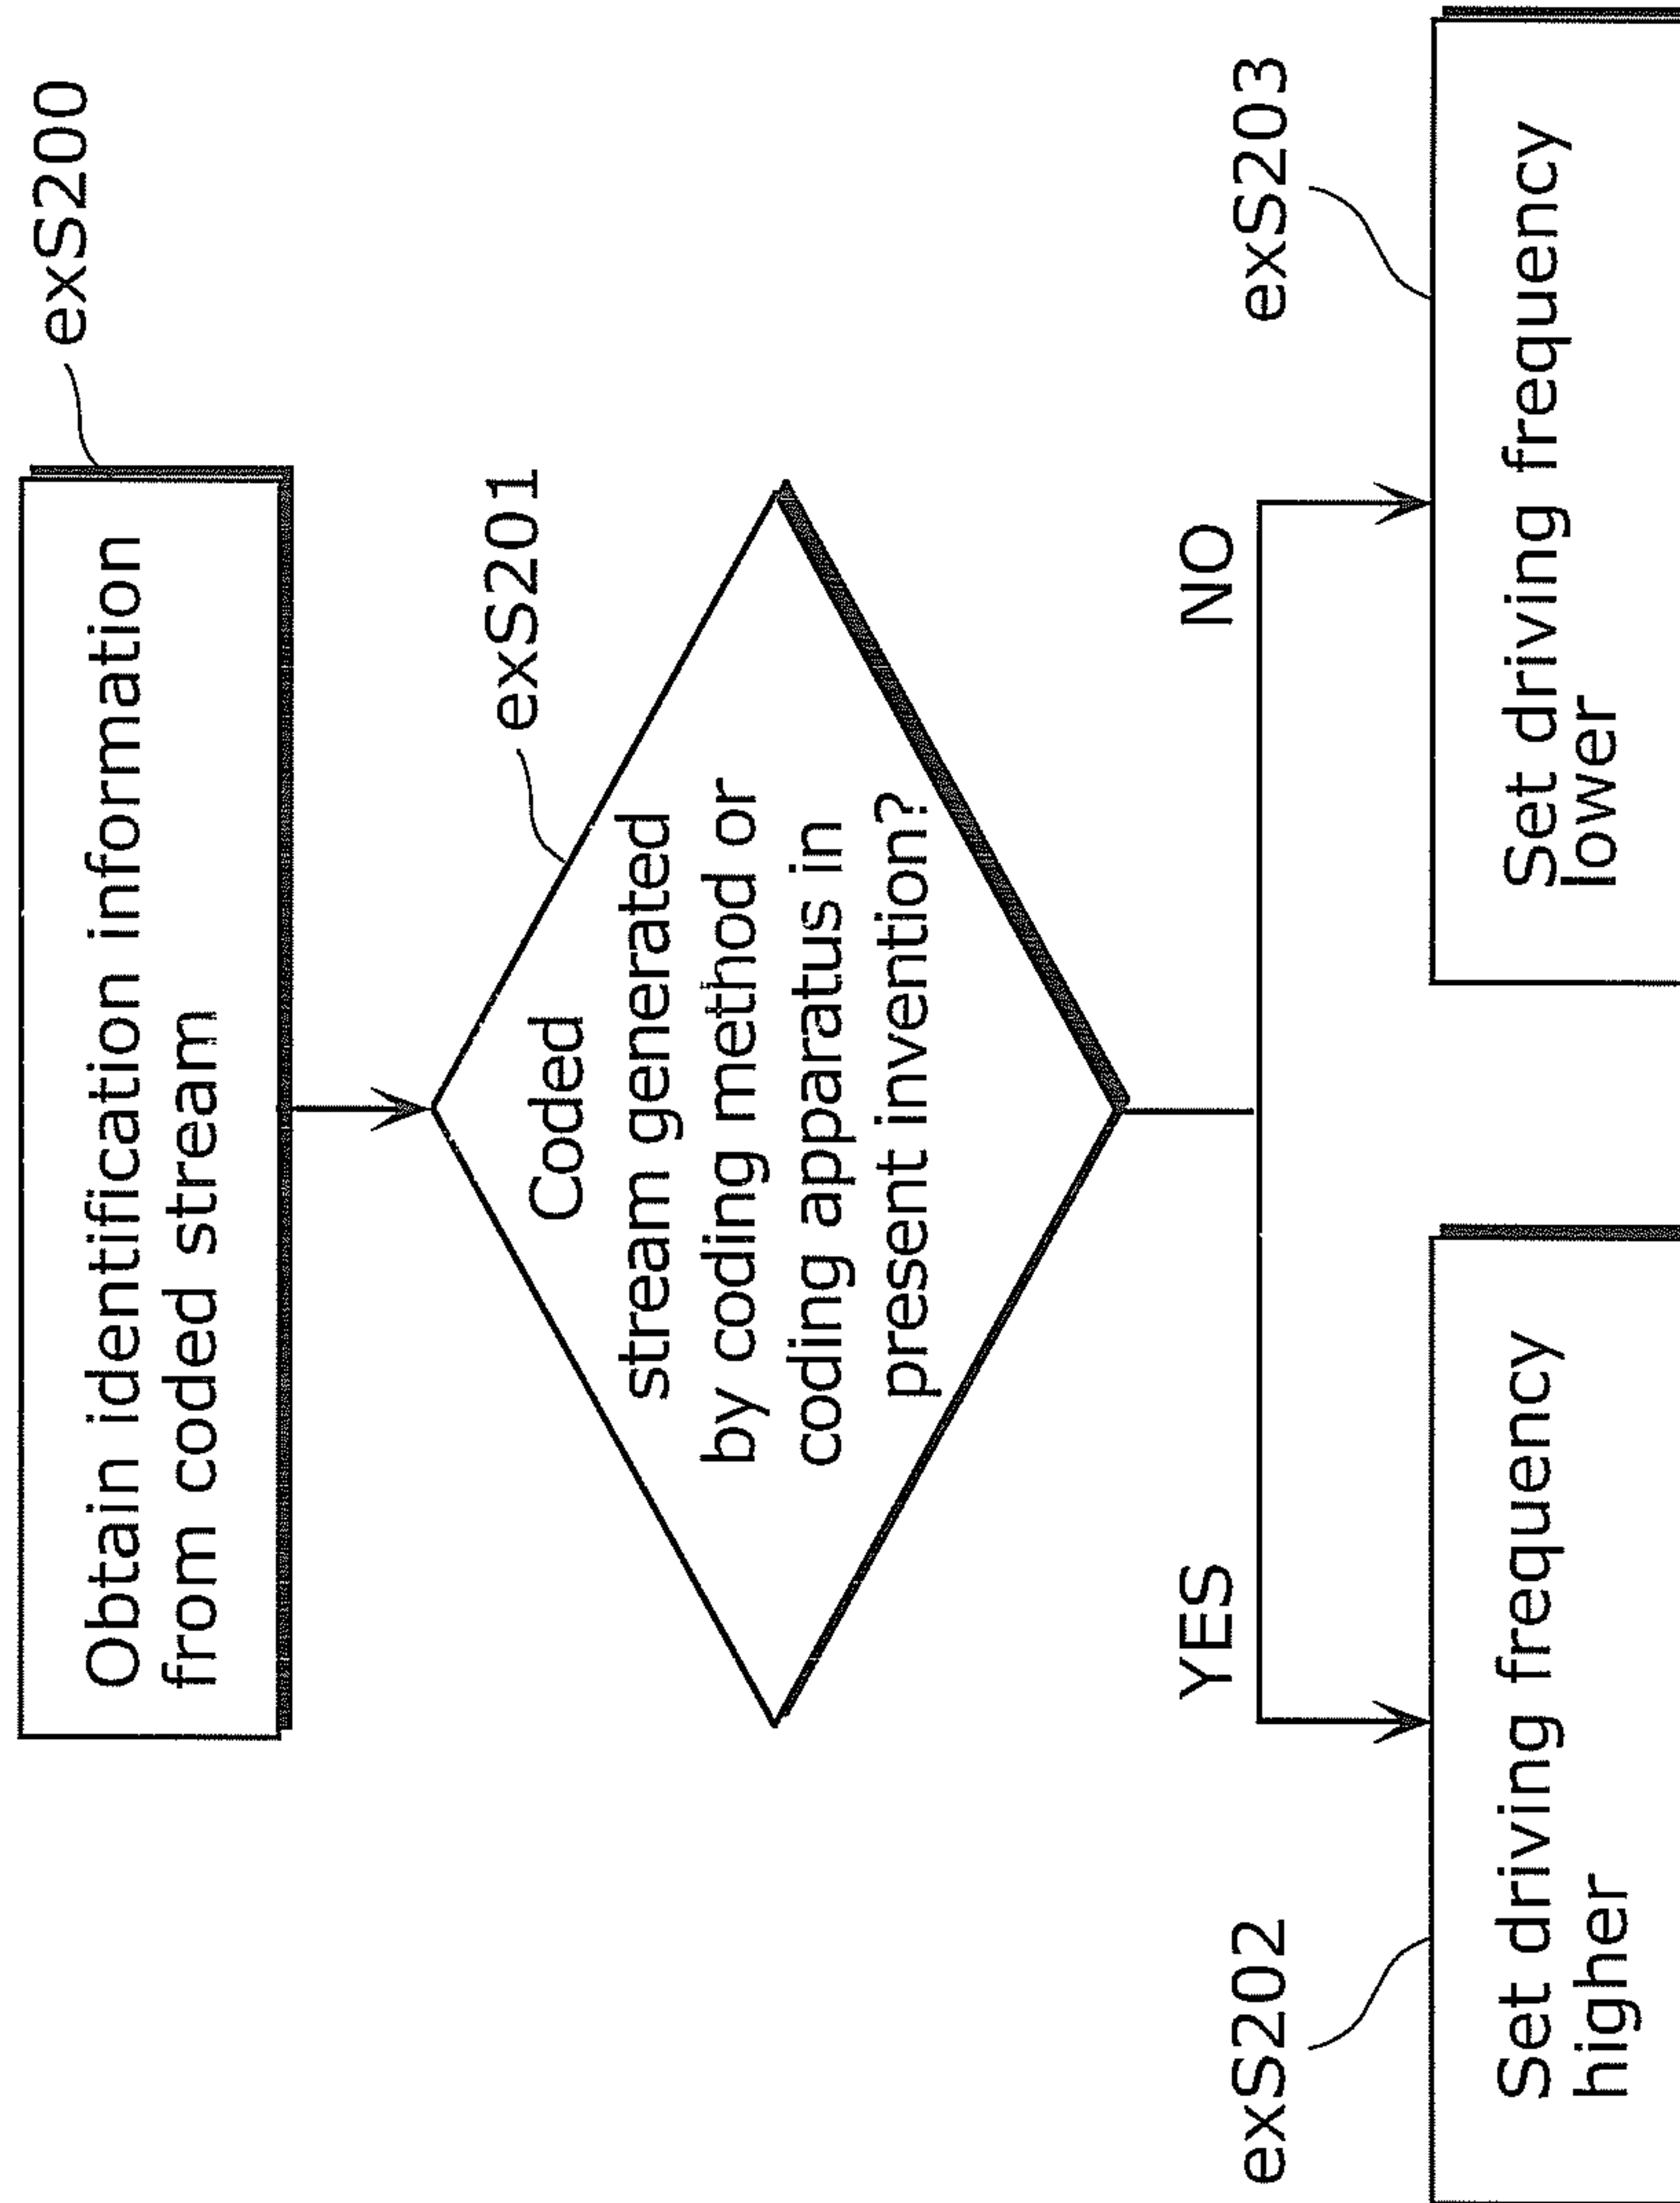 exS200
Obtain identification information
from coded stream
exS201
Coded
stream generated
by coding method or
coding apparatus in
present invention?
YES
NO
exS202
Set driving frequency
higher
exS203
Set driving frequency
lower